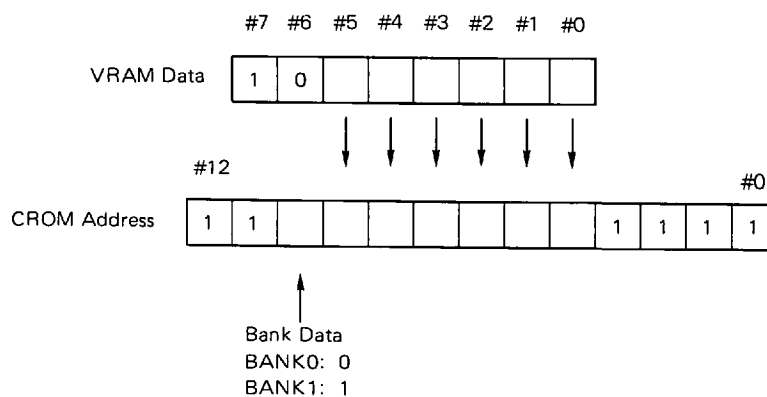 #7 #6 #5 #4 #3 #2 #1 #0
VRAM Data 1 0
#12 #0
CROM Address 1 1 1 1 1 1
Bank Data
BANK0: 0
BANK1: 1